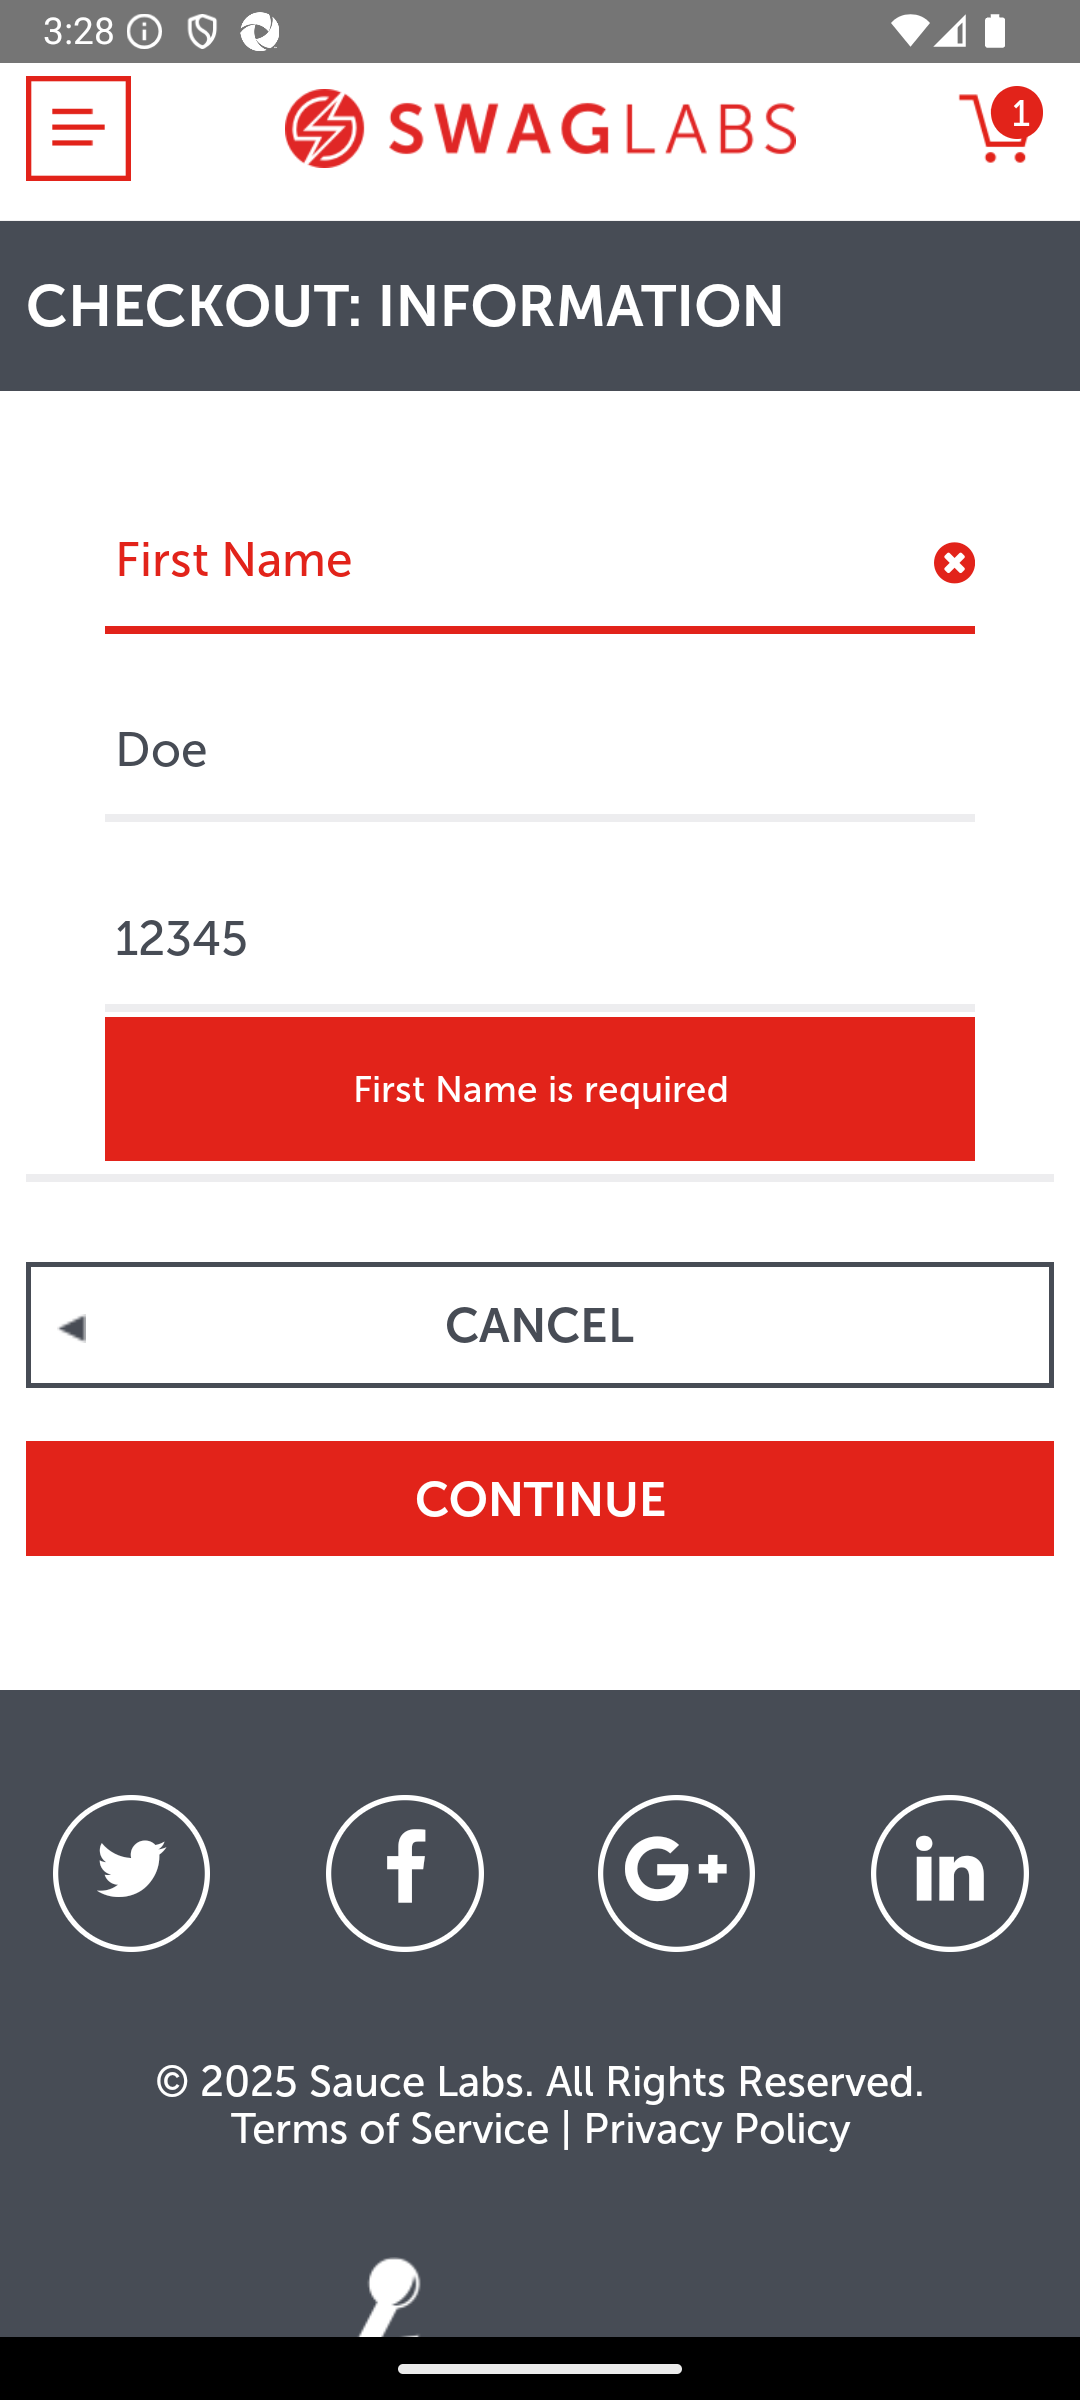 3:28
SWAGLABS
1
CHECKOUT: INFORMATION
First Name
Doe
12345
First Name is required
CANCEL
CONTINUE
© 2025 Sauce Labs. All Rights Reserved.
Terms of Service | Privacy Policy